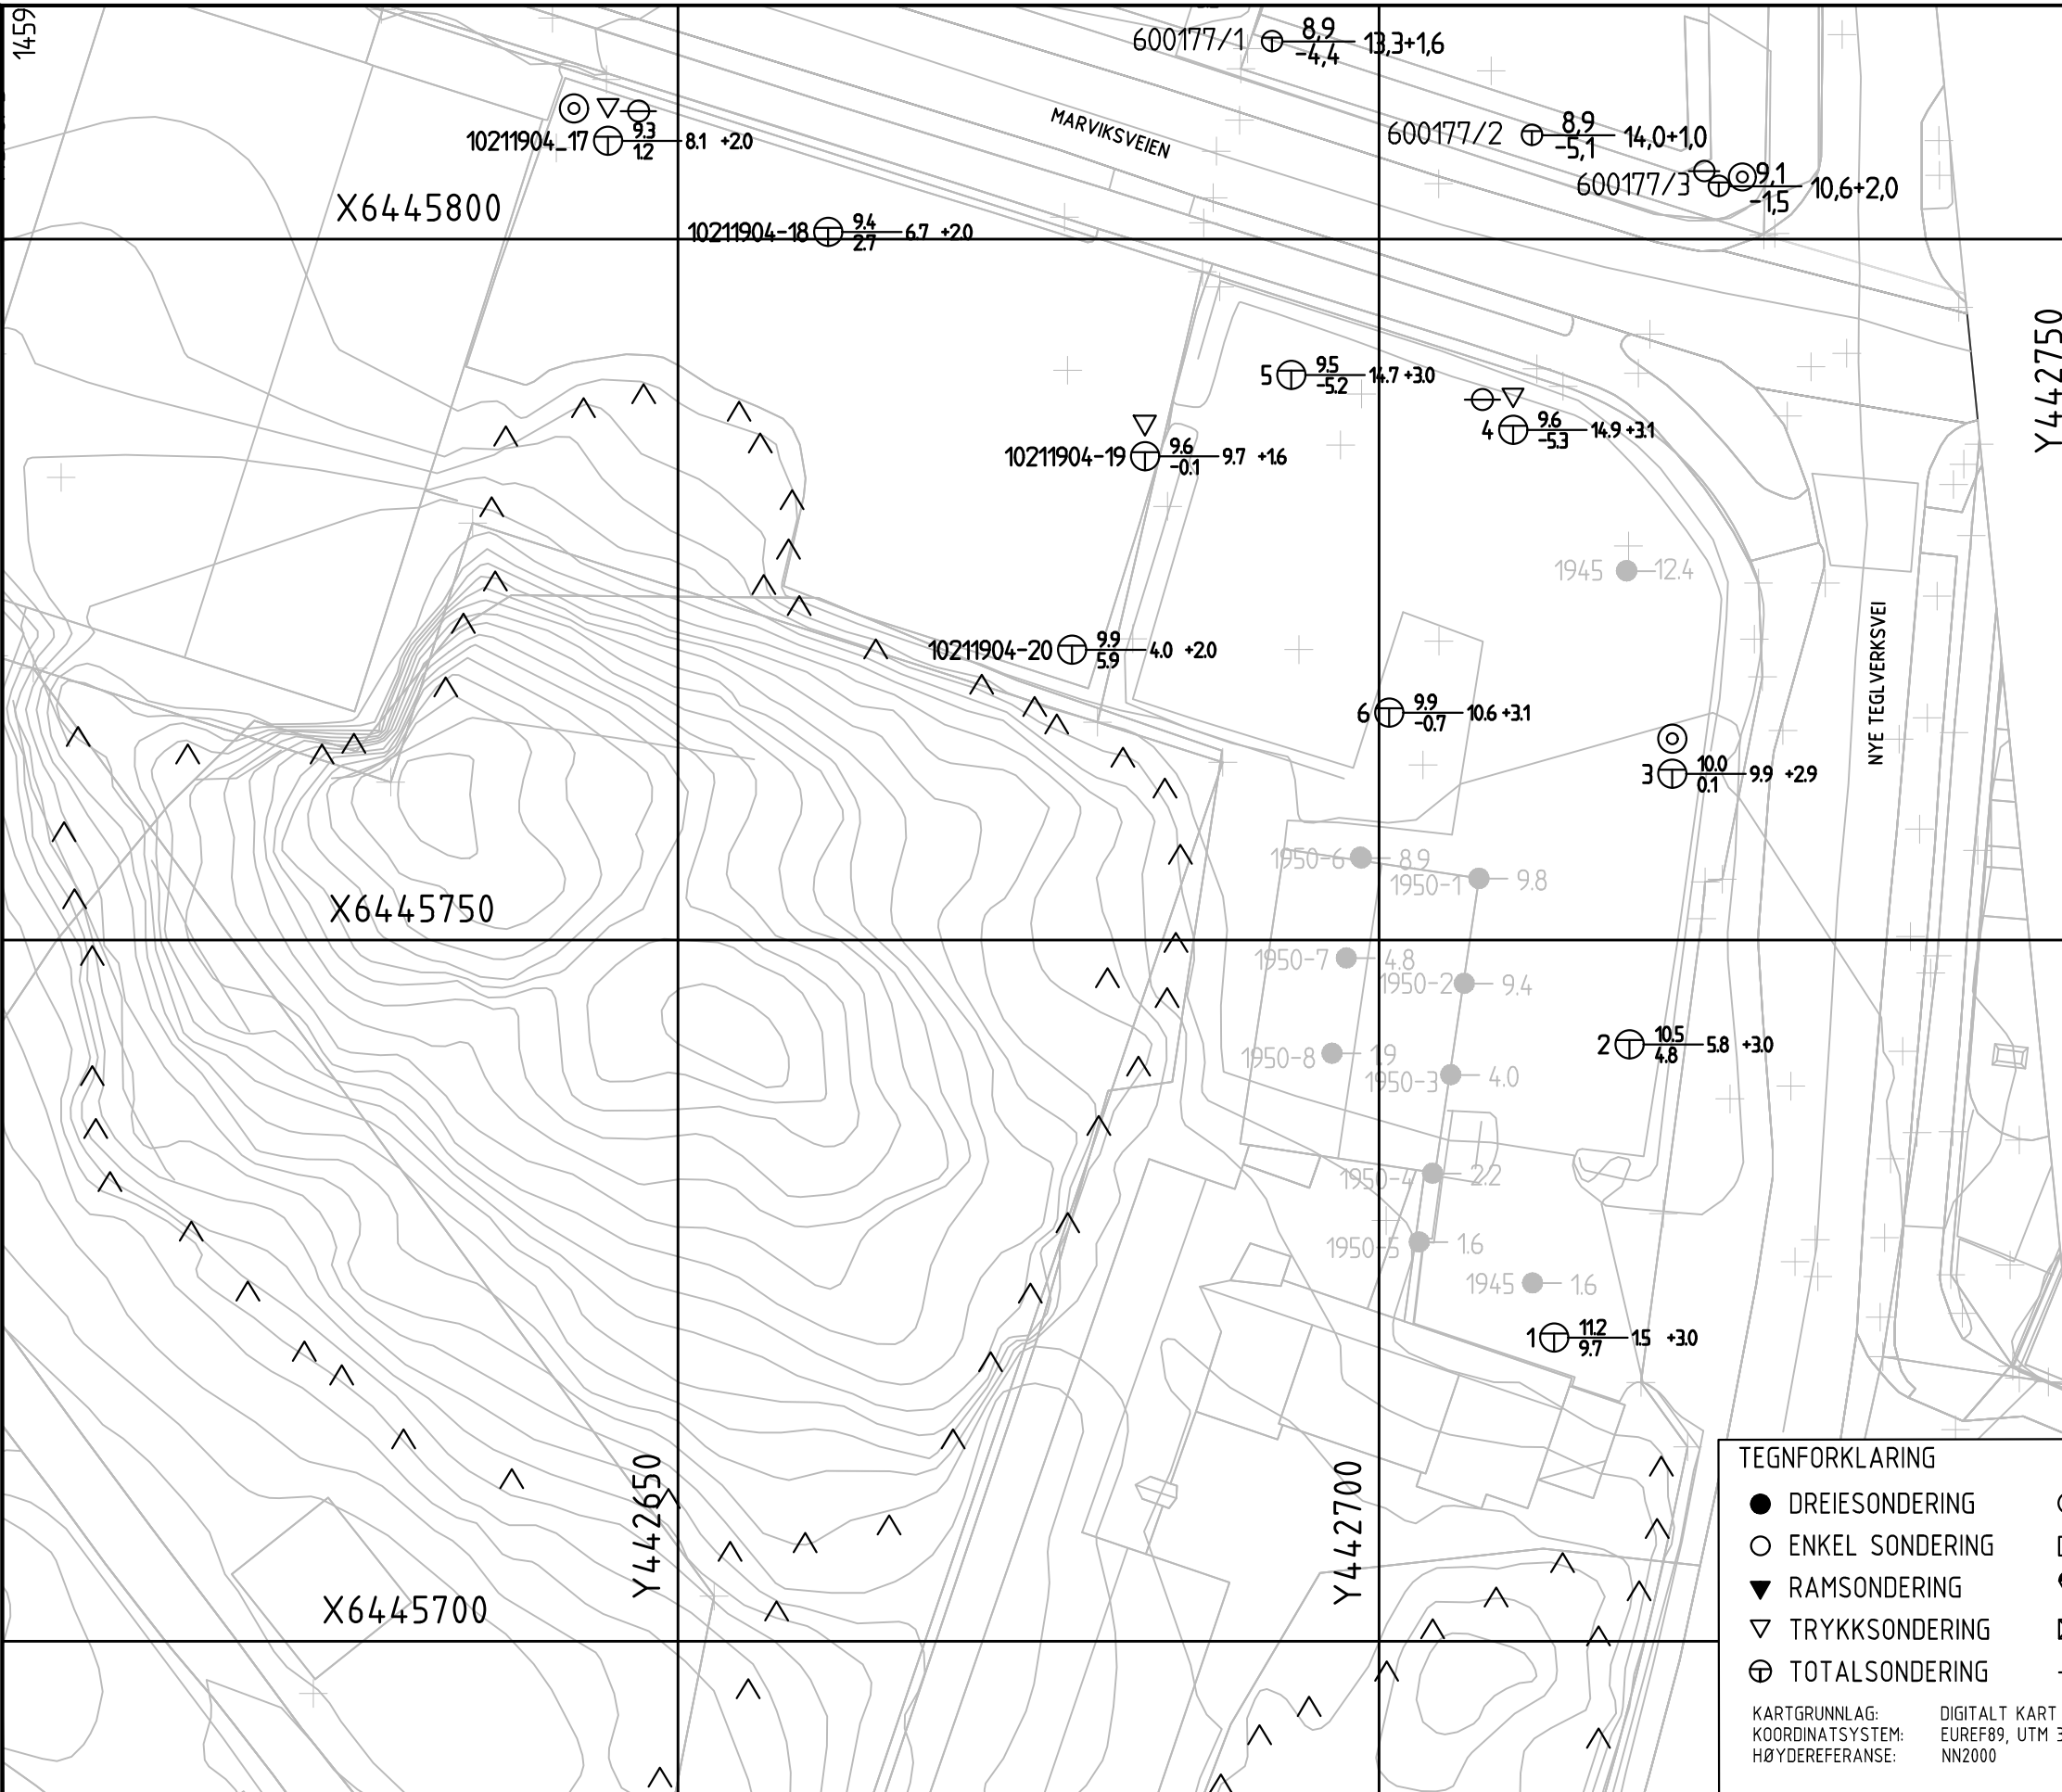 1459
600177/1 8,9 13,3+1,6
-4,4
MARVIKSVEIEN
600177/2 8,9 14,0+1,0
-5,1
10211904_17 9.3 8.1 +2.0
1.2
600177/3 9,1 10,6+2,0
-1,5
X6445800
10211904-18 9.4 6.7 +2.0
2.7
Y442750
5 9.5 14.7 +3.0
-5.2
4 9.6 14.9 +3.1
-5.3
10211904-19 9.6 9.7 +1.6
-0.1
1945 12.4
10211904-20 9.9 4.0 +2.0
5.9
NYE TEGLVERKSVEI
6 9.9 10.6 +3.1
-0.7
3 10.0 9.9 +2.9
0.1
1950-6 8.9
1950-1 9.8
X6445750
1950-7 4.8
1950-2 9.4
2 10.5 5.8 +3.0
4.8
1950-8 1.9
1950-3 4.0
1950-4 2.2
1950-5 1.6
1945 1.6
1 11.2 1.5 +3.0
9.7
Y442650
Y442700
X6445700
TEGNFORKLARING
DREIESONDERING
ENKEL SONDERING
RAMSONDERING
TRYKKSONDERING
TOTALSONDERING
KARTGRUNNLAG: DIGITALT KART
KOORDINATSYSTEM: EUREF89, UTM 3
HØYDEREFERANSE: NN2000